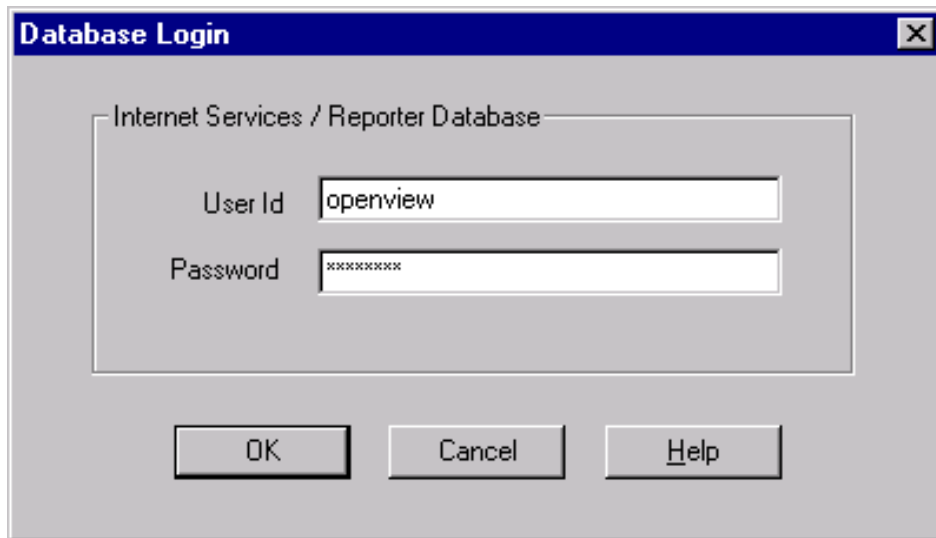 Database Login
Internet Services / Reporter Database
User Id openview
Password ********
OK Cancel Help